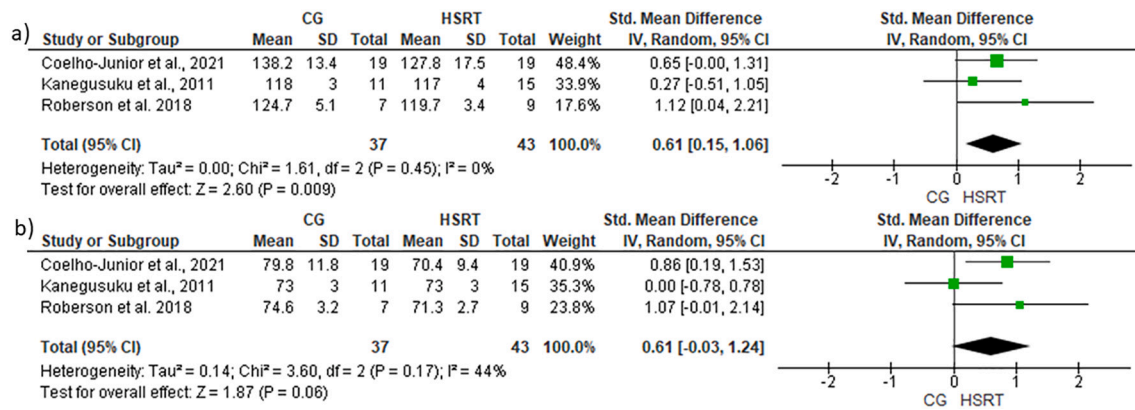 a)
CG HSRT Std. Mean Difference Std. Mean Difference
Study or Subgroup Mean SD Total Mean SD Total Weight IV, Random, 95% CI IV, Random, 95% CI
Coelho-Junior et al., 2021 138.2 13.4 19 127.8 17.5 19 48.4% 0.65 [-0.00, 1.31]
Kanegusuku et al., 2011 118 3 11 117 4 15 33.9% 0.27 [-0.51, 1.05]
Roberson et al. 2018 124.7 5.1 7 119.7 3.4 9 17.6% 1.12 [0.04, 2.21]
Total (95% CI) 37 43 100.0% 0.61 [0.15, 1.06]
Heterogeneity: Tau² = 0.00; Chi² = 1.61, df = 2 (P = 0.45); I² = 0%
Test for overall effect: Z = 2.60 (P = 0.009)
-2 -1 0 1 2
CG HSRT
b)
CG HSRT Std. Mean Difference Std. Mean Difference
Study or Subgroup Mean SD Total Mean SD Total Weight IV, Random, 95% CI IV, Random, 95% CI
Coelho-Junior et al., 2021 79.8 11.8 19 70.4 9.4 19 40.9% 0.86 [0.19, 1.53]
Kanegusuku et al., 2011 73 3 11 73 3 15 35.3% 0.00 [-0.78, 0.78]
Roberson et al. 2018 74.6 3.2 7 71.3 2.7 9 23.8% 1.07 [-0.01, 2.14]
Total (95% CI) 37 43 100.0% 0.61 [-0.03, 1.24]
Heterogeneity: Tau² = 0.14; Chi² = 3.60, df = 2 (P = 0.17); I² = 44%
Test for overall effect: Z = 1.87 (P = 0.06)
-2 -1 0 1 2
CG HSRT